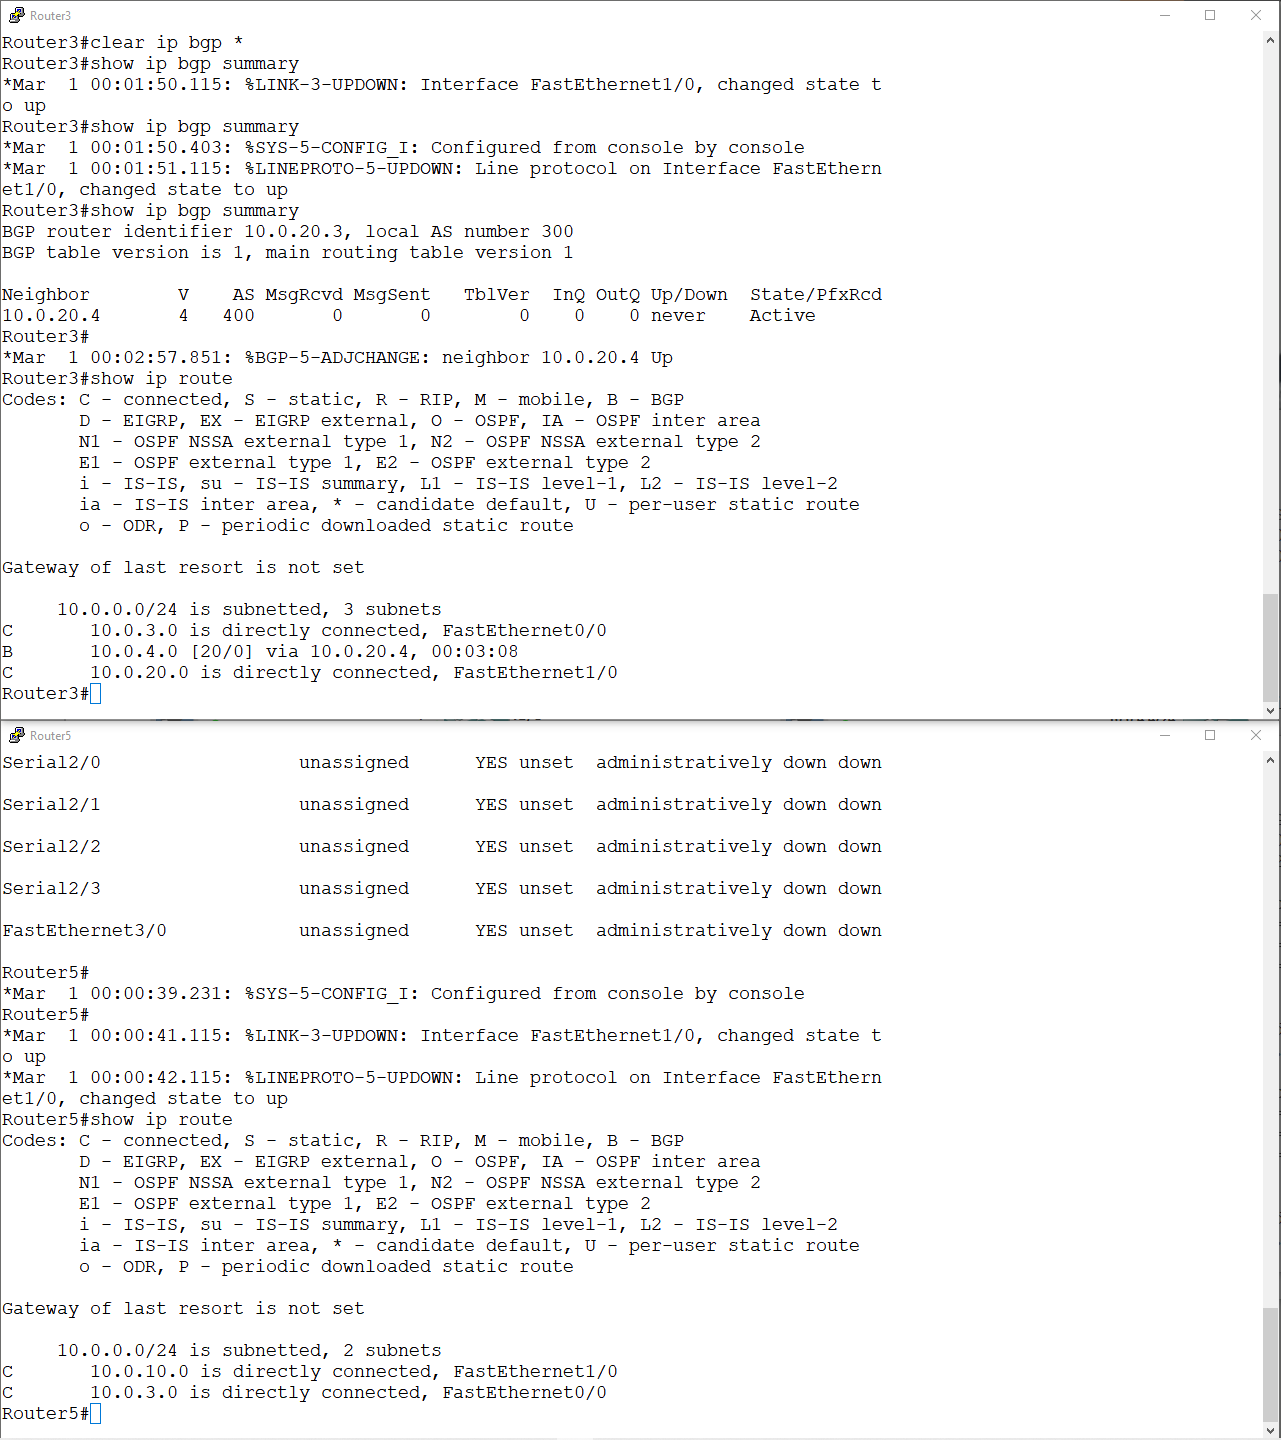 Router3
Router3#clear ip bgp *
Router3#show ip bgp summary
*Mar  1 00:01:50.115: %LINK-3-UPDOWN: Interface FastEthernet1/0, changed state t
o up
Router3#show ip bgp summary
*Mar  1 00:01:50.403: %SYS-5-CONFIG_I: Configured from console by console
*Mar  1 00:01:51.115: %LINEPROTO-5-UPDOWN: Line protocol on Interface FastEthern
et1/0, changed state to up
Router3#show ip bgp summary
BGP router identifier 10.0.20.3, local AS number 300
BGP table version is 1, main routing table version 1
Neighbor        V    AS MsgRcvd MsgSent   TblVer  InQ OutQ Up/Down  State/PfxRcd
10.0.20.4       4   400       0       0        0    0    0 never    Active
Router3#
*Mar  1 00:02:57.851: %BGP-5-ADJCHANGE: neighbor 10.0.20.4 Up
Router3#show ip route
Codes: C - connected, S - static, R - RIP, M - mobile, B - BGP
       D - EIGRP, EX - EIGRP external, O - OSPF, IA - OSPF inter area
       N1 - OSPF NSSA external type 1, N2 - OSPF NSSA external type 2
       E1 - OSPF external type 1, E2 - OSPF external type 2
       i - IS-IS, su - IS-IS summary, L1 - IS-IS level-1, L2 - IS-IS level-2
       ia - IS-IS inter area, * - candidate default, U - per-user static route
       o - ODR, P - periodic downloaded static route
Gateway of last resort is not set
     10.0.0.0/24 is subnetted, 3 subnets
C       10.0.3.0 is directly connected, FastEthernet0/0
B       10.0.4.0 [20/0] via 10.0.20.4, 00:03:08
C       10.0.20.0 is directly connected, FastEthernet1/0
Router3#
Router5
Serial2/0                  unassigned      YES unset  administratively down down
Serial2/1                  unassigned      YES unset  administratively down down
Serial2/2                  unassigned      YES unset  administratively down down
Serial2/3                  unassigned      YES unset  administratively down down
FastEthernet3/0            unassigned      YES unset  administratively down down
Router5#
*Mar  1 00:00:39.231: %SYS-5-CONFIG_I: Configured from console by console
Router5#
*Mar  1 00:00:41.115: %LINK-3-UPDOWN: Interface FastEthernet1/0, changed state t
o up
*Mar  1 00:00:42.115: %LINEPROTO-5-UPDOWN: Line protocol on Interface FastEthern
et1/0, changed state to up
Router5#show ip route
Codes: C - connected, S - static, R - RIP, M - mobile, B - BGP
       D - EIGRP, EX - EIGRP external, O - OSPF, IA - OSPF inter area
       N1 - OSPF NSSA external type 1, N2 - OSPF NSSA external type 2
       E1 - OSPF external type 1, E2 - OSPF external type 2
       i - IS-IS, su - IS-IS summary, L1 - IS-IS level-1, L2 - IS-IS level-2
       ia - IS-IS inter area, * - candidate default, U - per-user static route
       o - ODR, P - periodic downloaded static route
Gateway of last resort is not set
     10.0.0.0/24 is subnetted, 2 subnets
C       10.0.10.0 is directly connected, FastEthernet1/0
C       10.0.3.0 is directly connected, FastEthernet0/0
Router5#